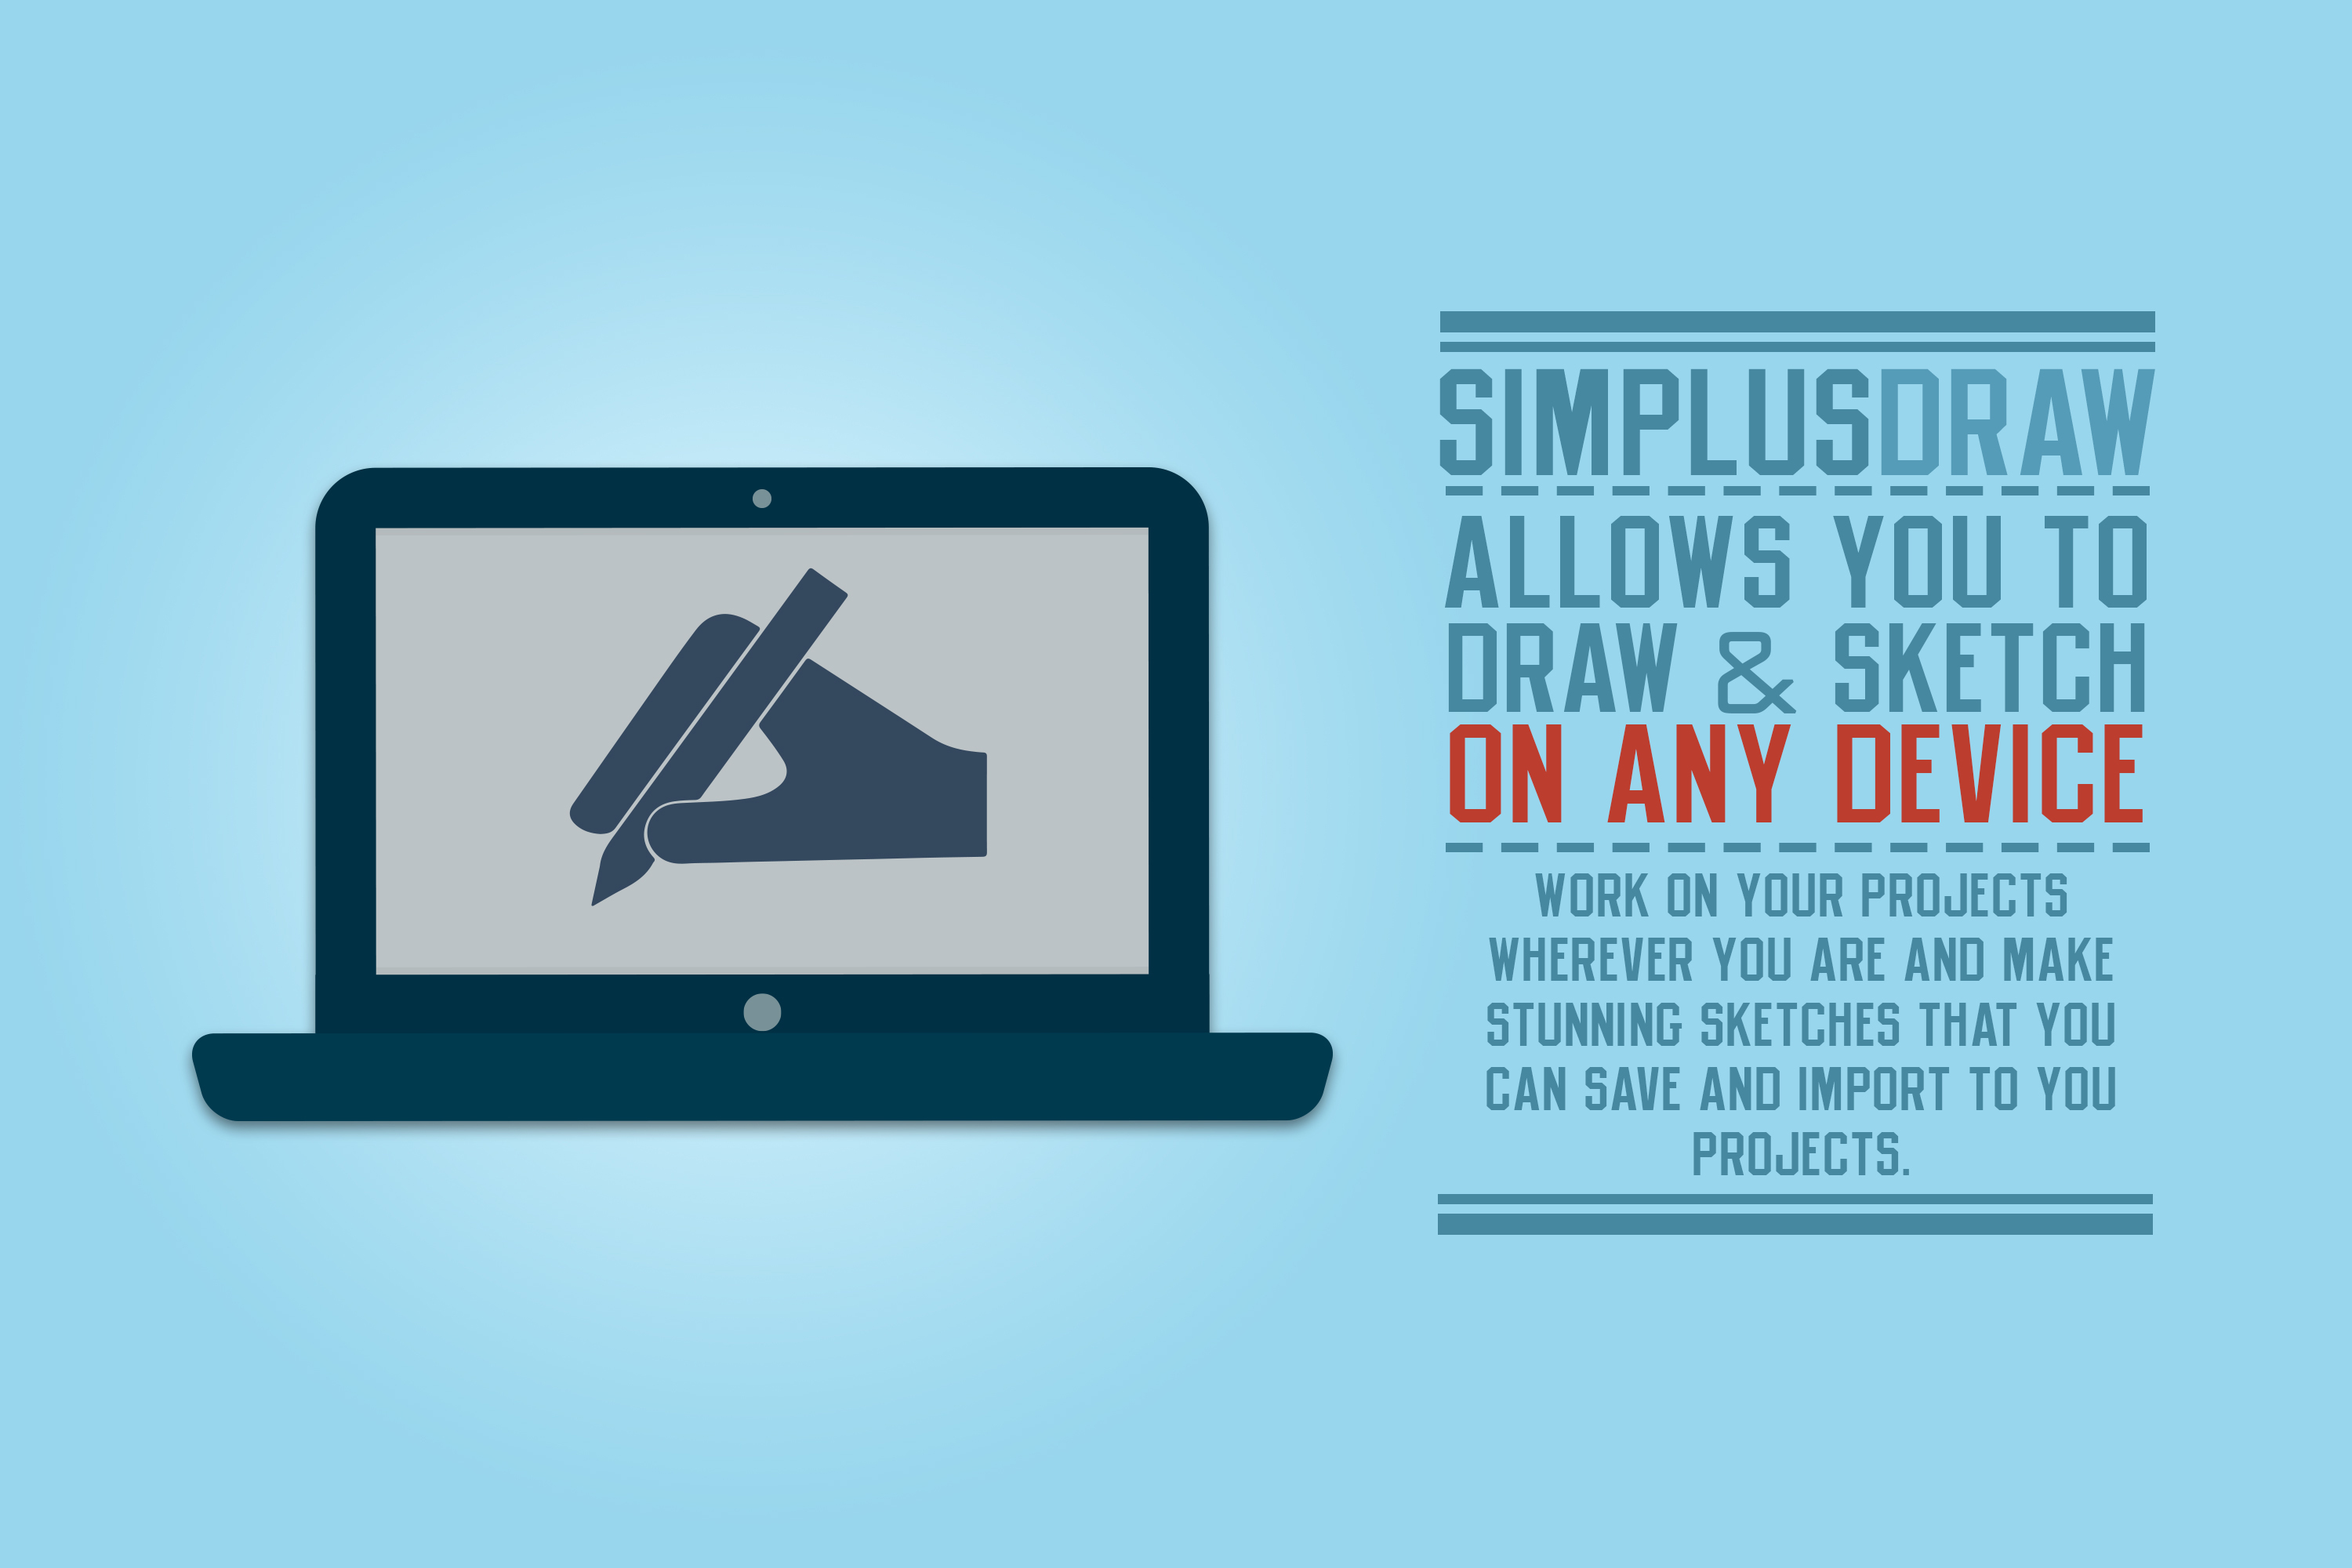 SIMPLUSDRAW
ALLOWS YOU TO
DRAW & SKETCH
ON ANY DEVICE
WORK ON YOUR PROJECTS
WHEREVER YOU ARE AND MAKE
STUNNING SKETCHES THAT YOU
CAN SAVE AND IMPORT TO YOU
PROJECTS.